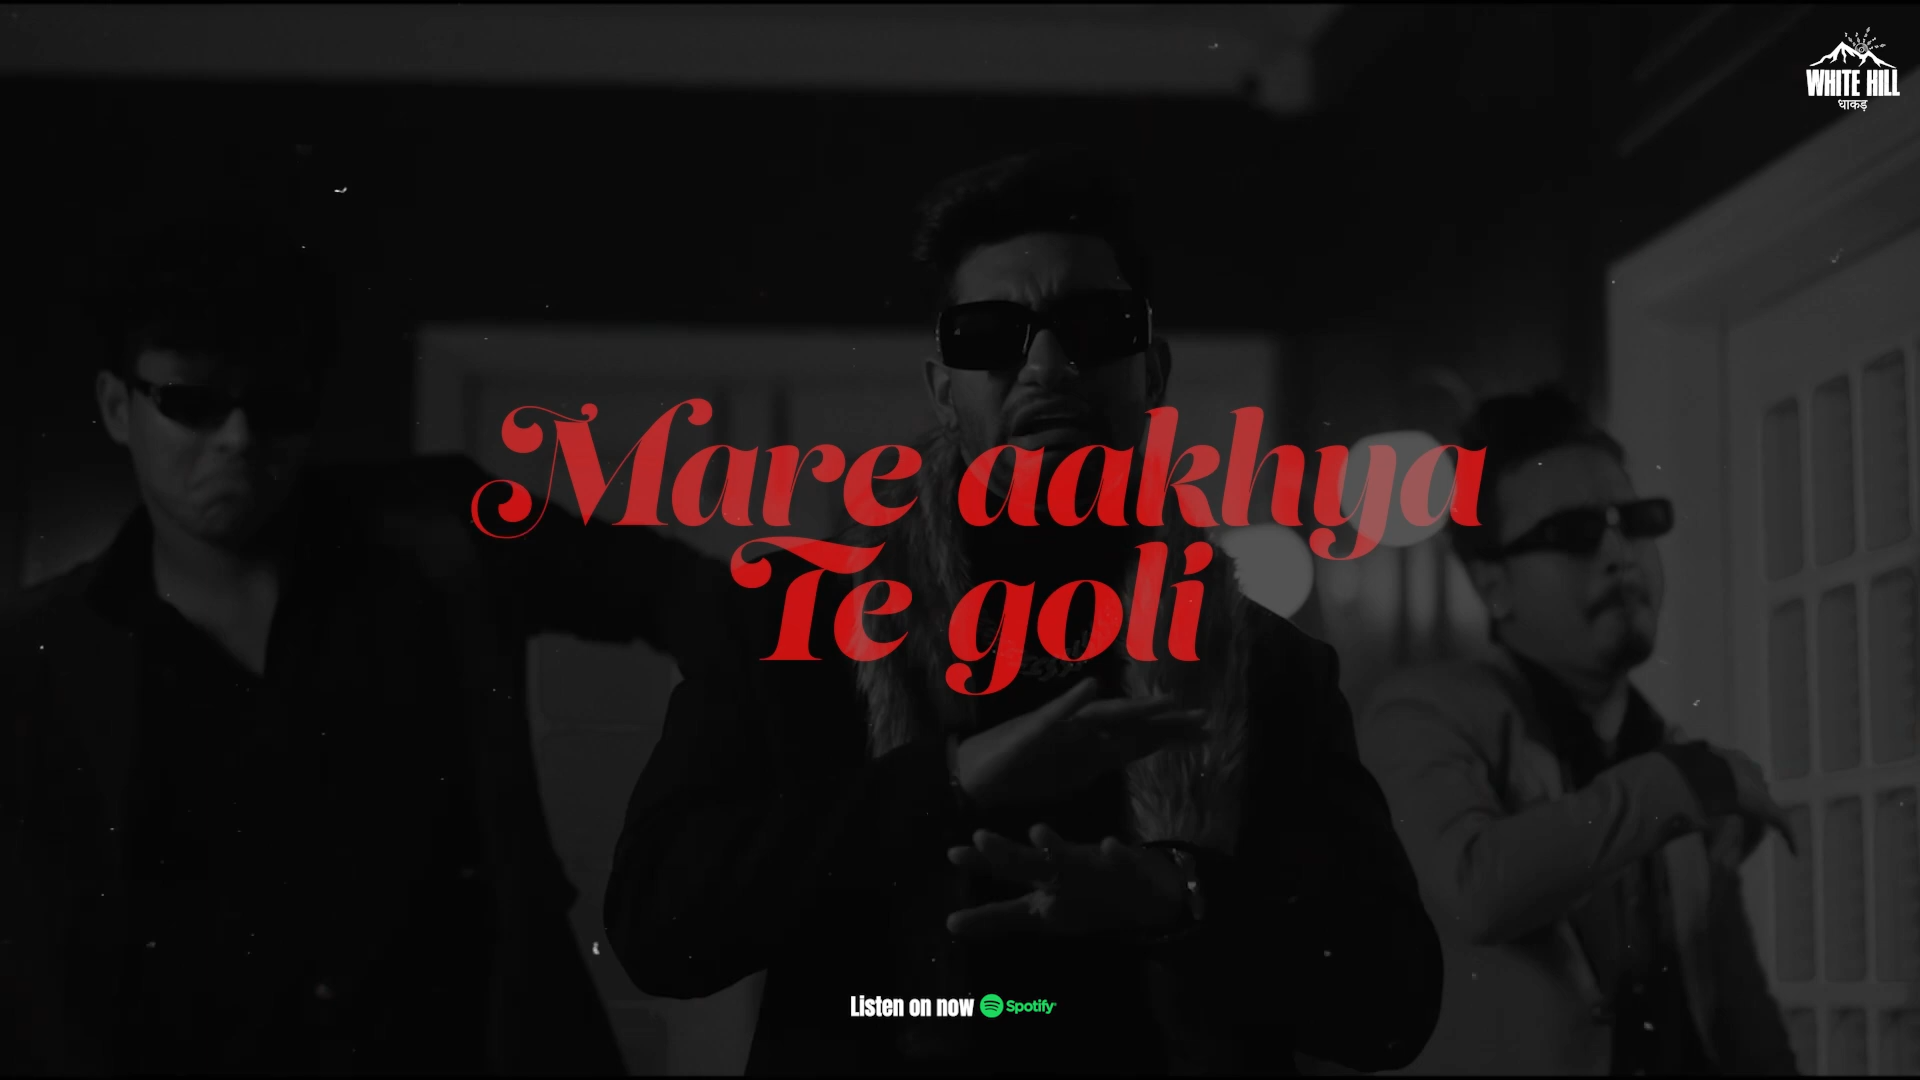 WHITE HILL
धाकड़
Mare aakhya
Te goli
Listen on now Spotify